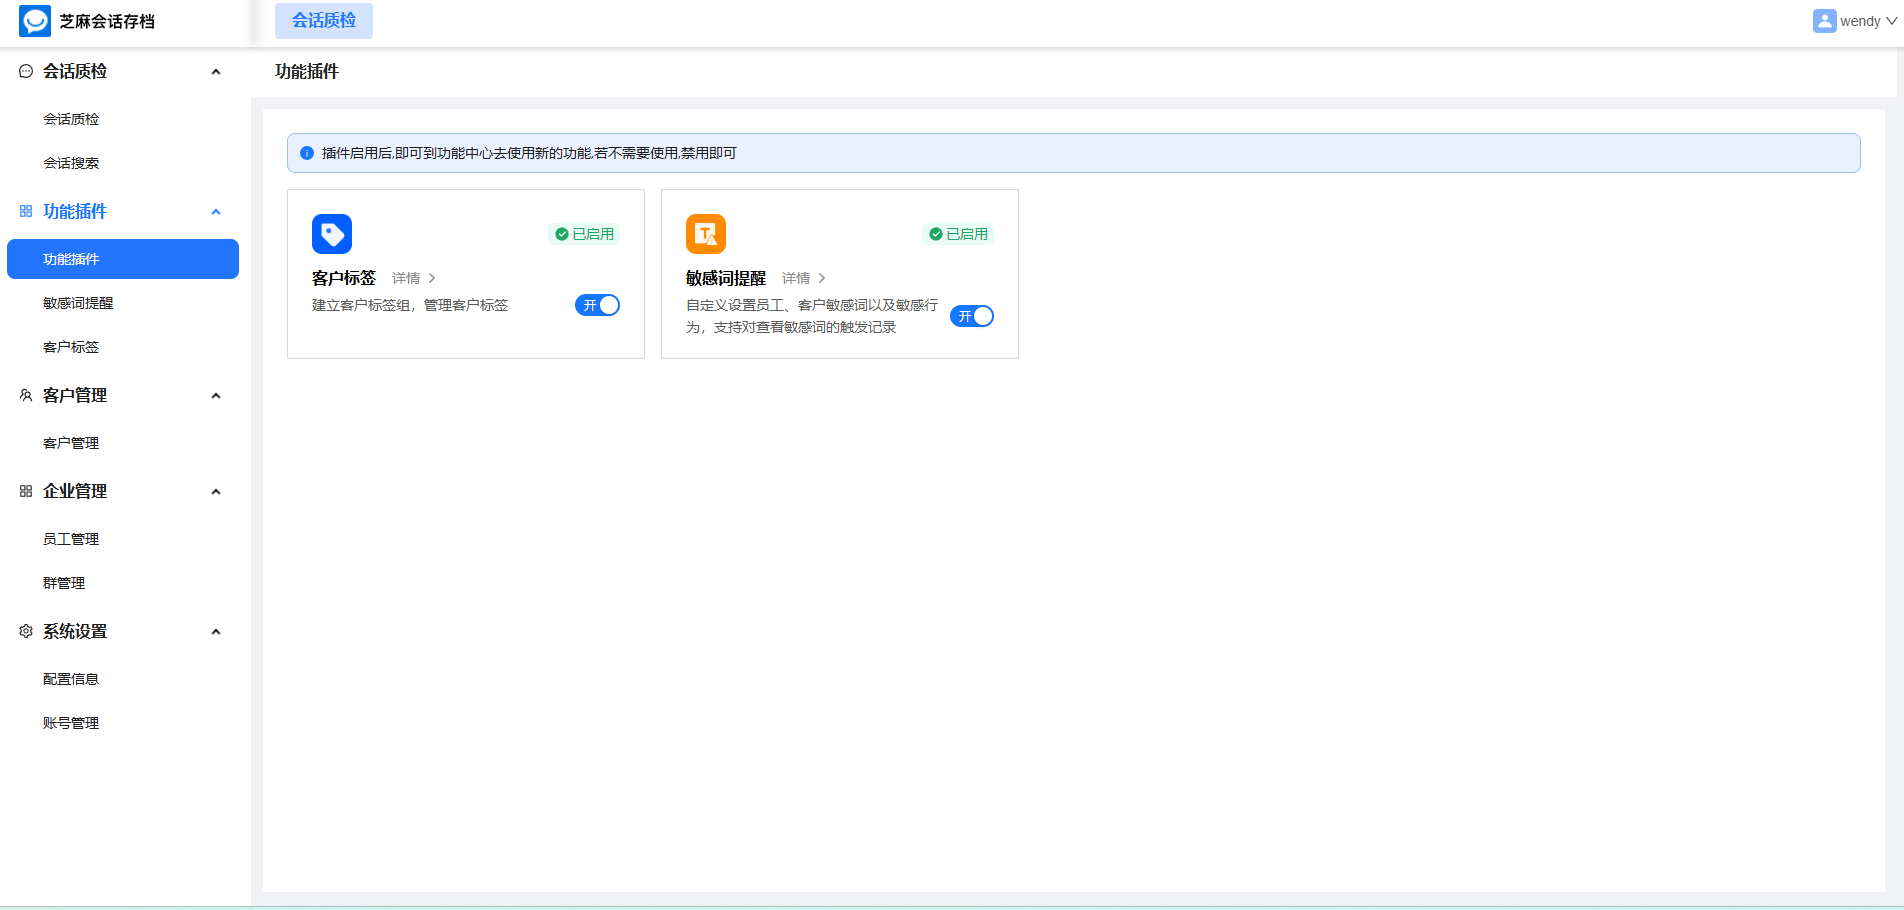 芝麻会话存档
会话质检
wendy
会话质检
会话质检
会话搜索
功能插件
功能插件
敏感词提醒
客户标签
客户管理
客户管理
企业管理
员工管理
群管理
系统设置
配置信息
账号管理
功能插件
插件启用后,即可到功能中心去使用新的功能,若不需要使用,禁用即可
已启用
客户标签 详情
建立客户标签组，管理客户标签
开
T
已启用
敏感词提醒 详情
自定义设置员工、客户敏感词以及敏感行
为，支持对查看敏感词的触发记录
开